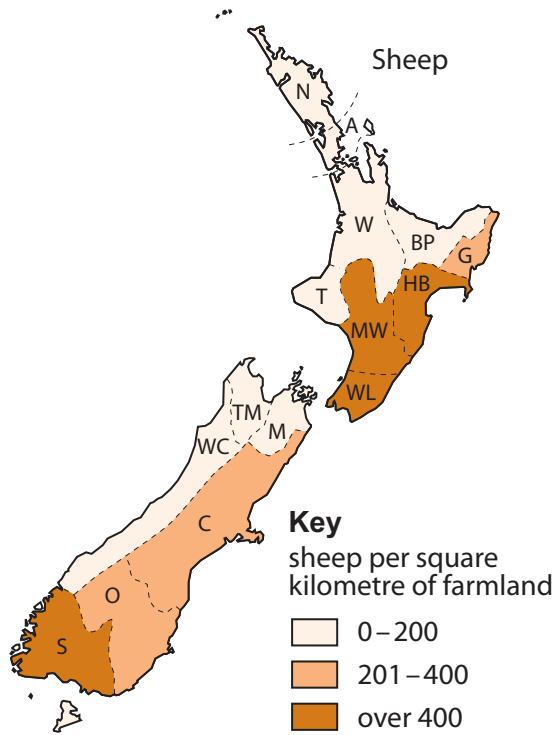 Sheep
N
A
W
BP
G
T
HB
MW
WL
TM
M
WC
C
O
S
Key
sheep per square
kilometre of farmland
0–200
201–400
over 400